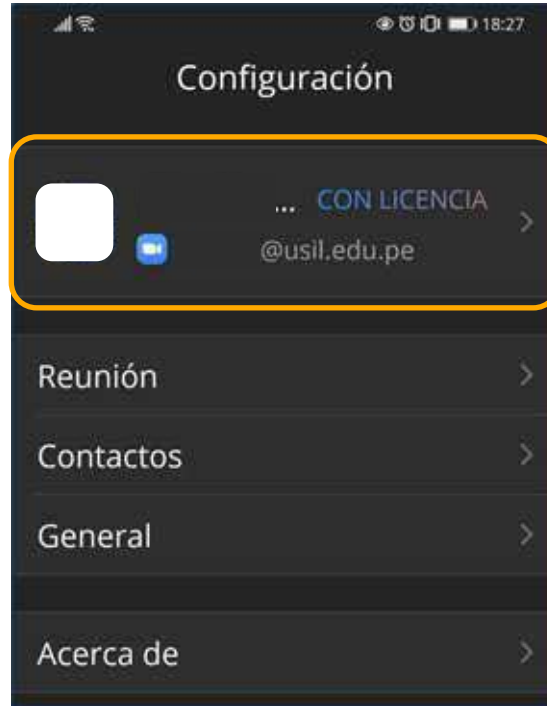 18:27
Configuración
... CON LICENCIA
@usil.edu.pe
Reunión
Contactos
General
Acerca de